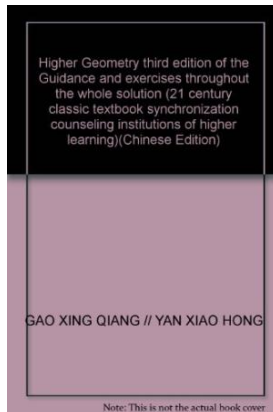 Higher Geometry third edition of the
Guidance and exercises throughout
the whole solution (21 century
classic textbook synchronization
counseling institutions of higher
learning)(Chinese Edition)
GAO XING QIANG // YAN XIAO HONG
Note: This is not the actual book cover